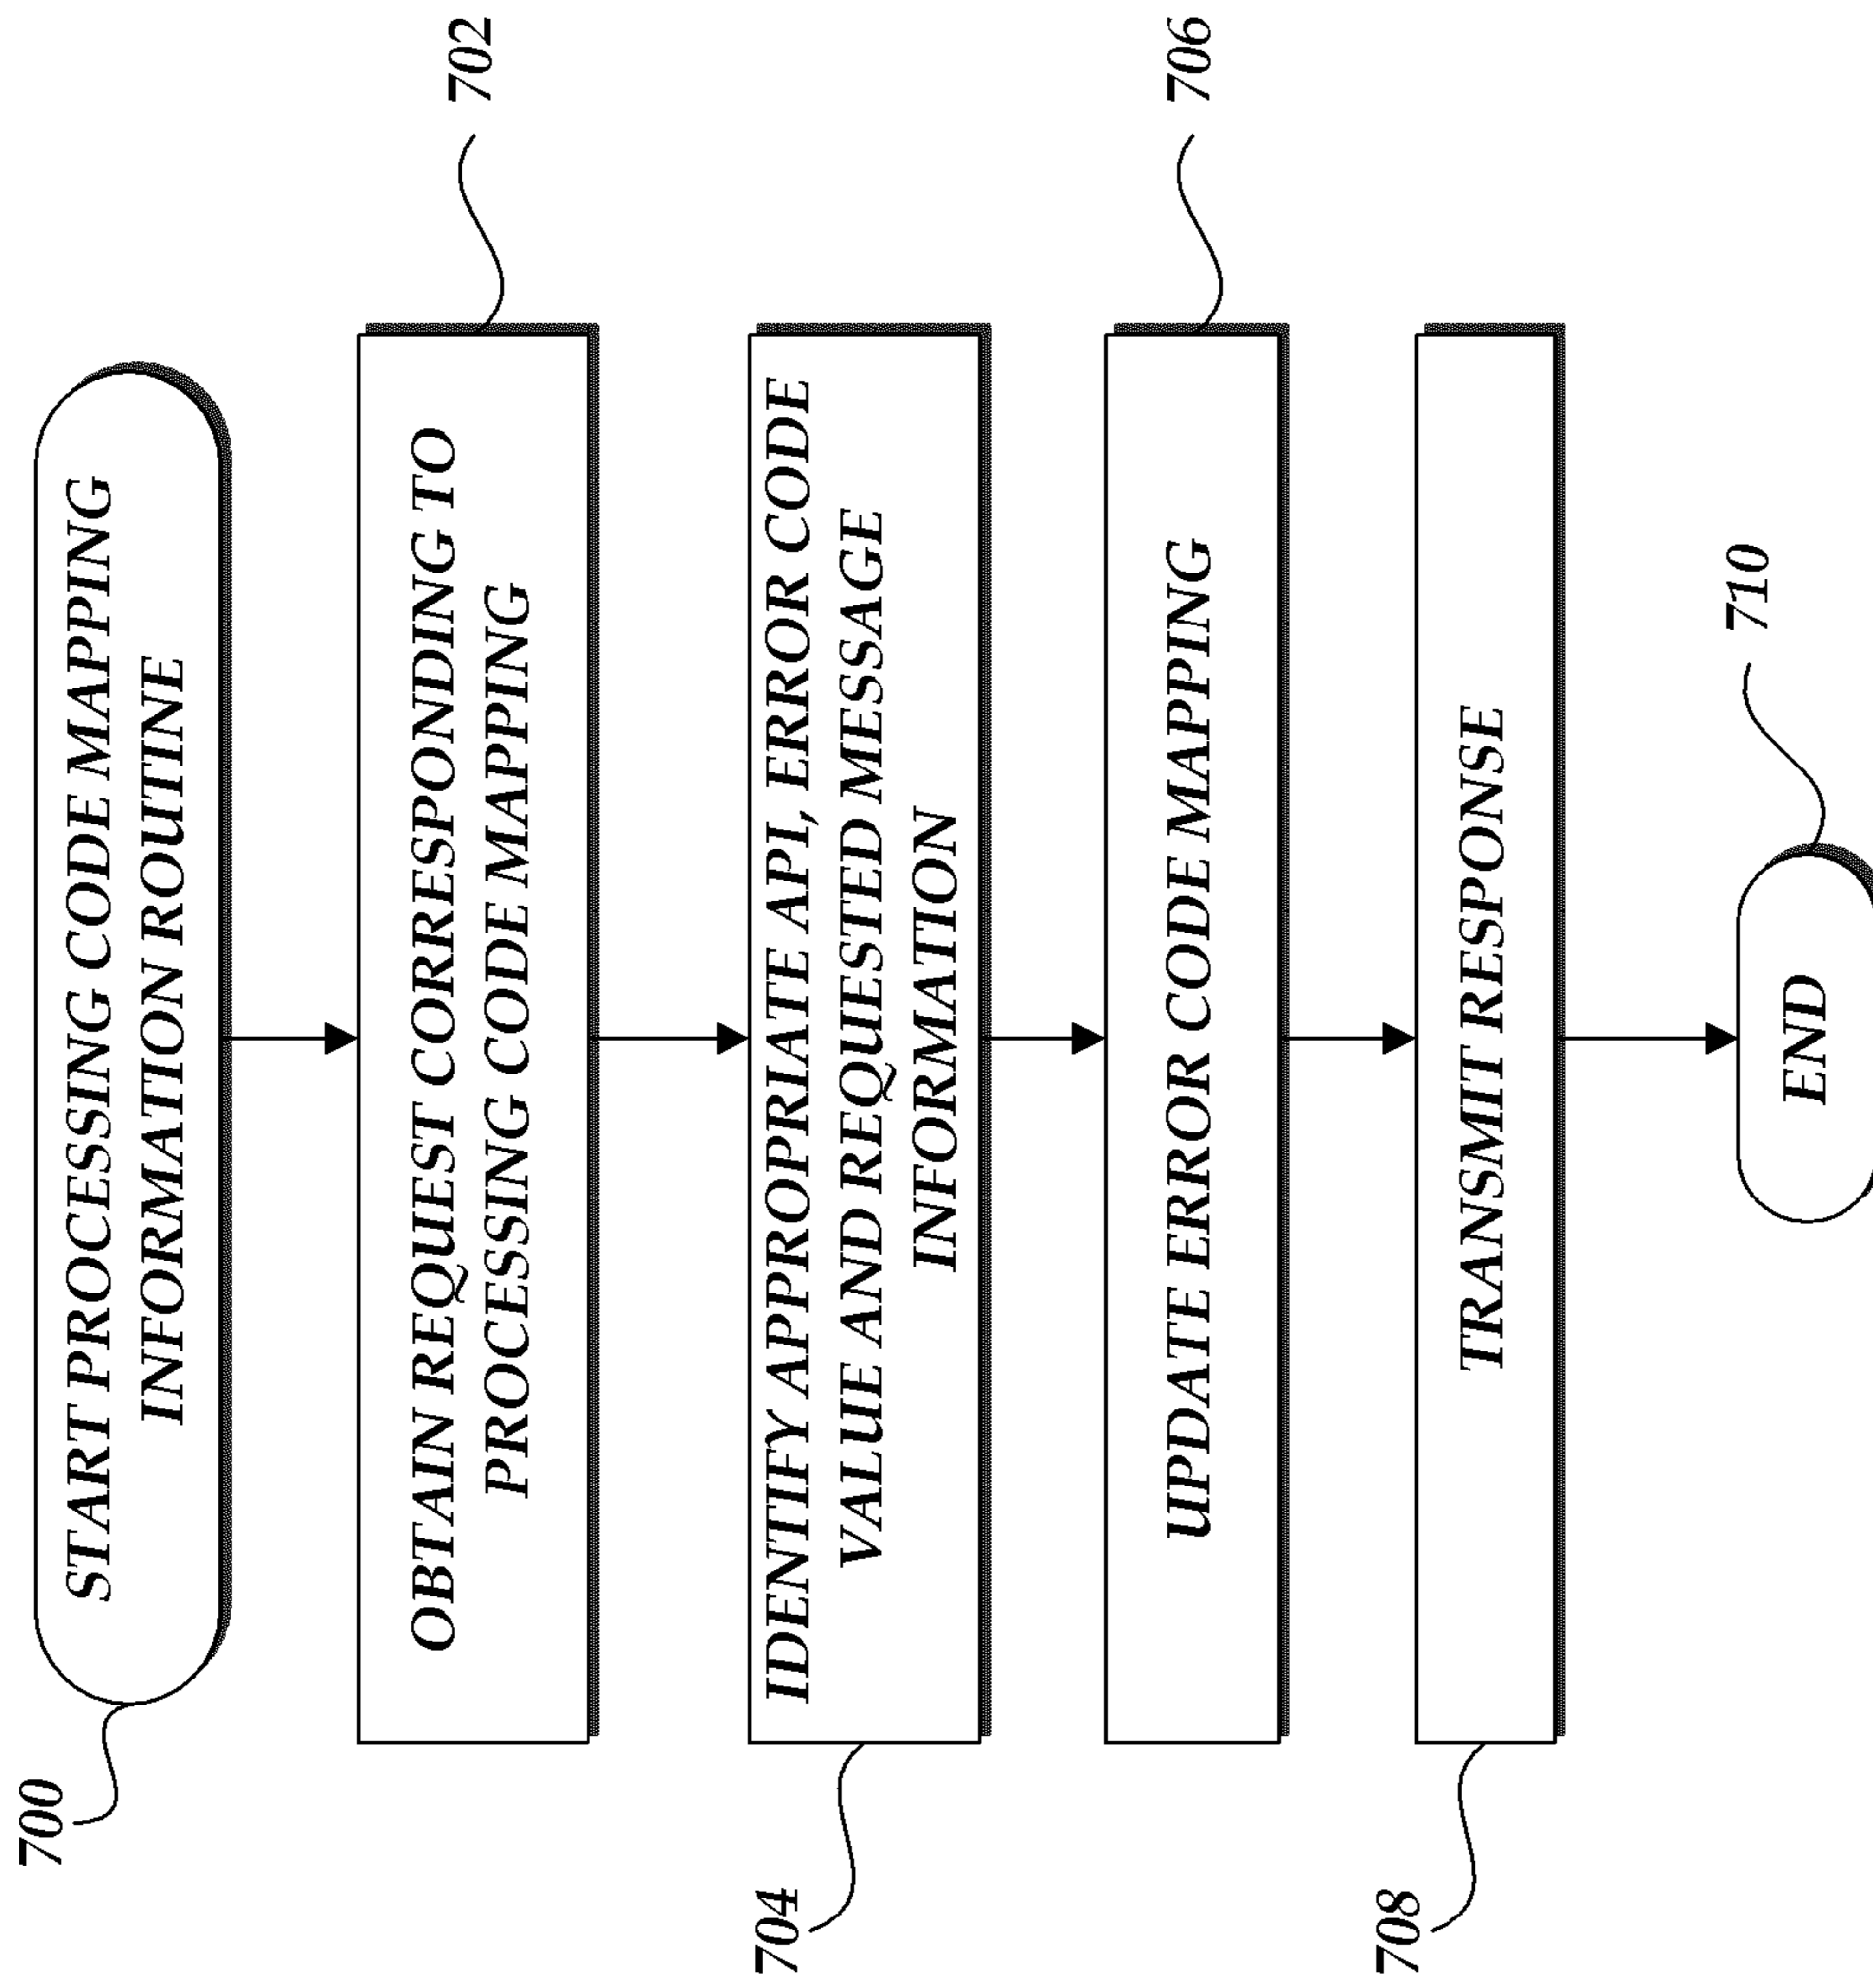 700
START PROCESSING CODE MAPPING
INFORMATION ROUTINE
702
OBTAIN REQUEST CORRESPONDING TO
PROCESSING CODE MAPPING
704
IDENTIFY APPROPRIATE API, ERROR CODE
VALUE AND REQUESTED MESSAGE
INFORMATION
706
UPDATE ERROR CODE MAPPING
708
TRANSMIT RESPONSE
710
END